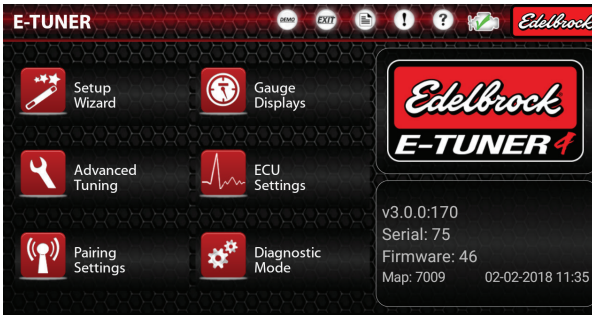 E-TUNER
DEMO
EXIT
!
?
Edelbrock
Setup
Wizard
Gauge
Displays
Advanced
Tuning
ECU
Settings
Pairing
Settings
Diagnostic
Mode
Edelbrock
E-TUNER 4
v3.0.0:170
Serial: 75
Firmware: 46
Map: 7009
02-02-2018 11:35